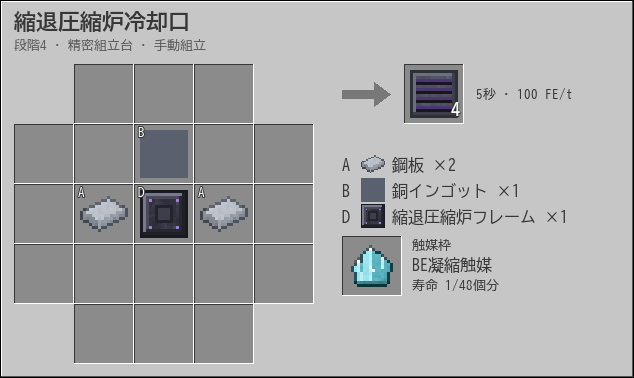 縮退圧縮炉冷却口
段階4 · 精密組立台 · 手動組立
B
A
D
A
4
5秒 · 100 FE/t
A 鋼板 ×2
B 銅インゴット ×1
D 縮退圧縮炉フレーム ×1
触媒枠
BE凝縮触媒
寿命 1/48個分